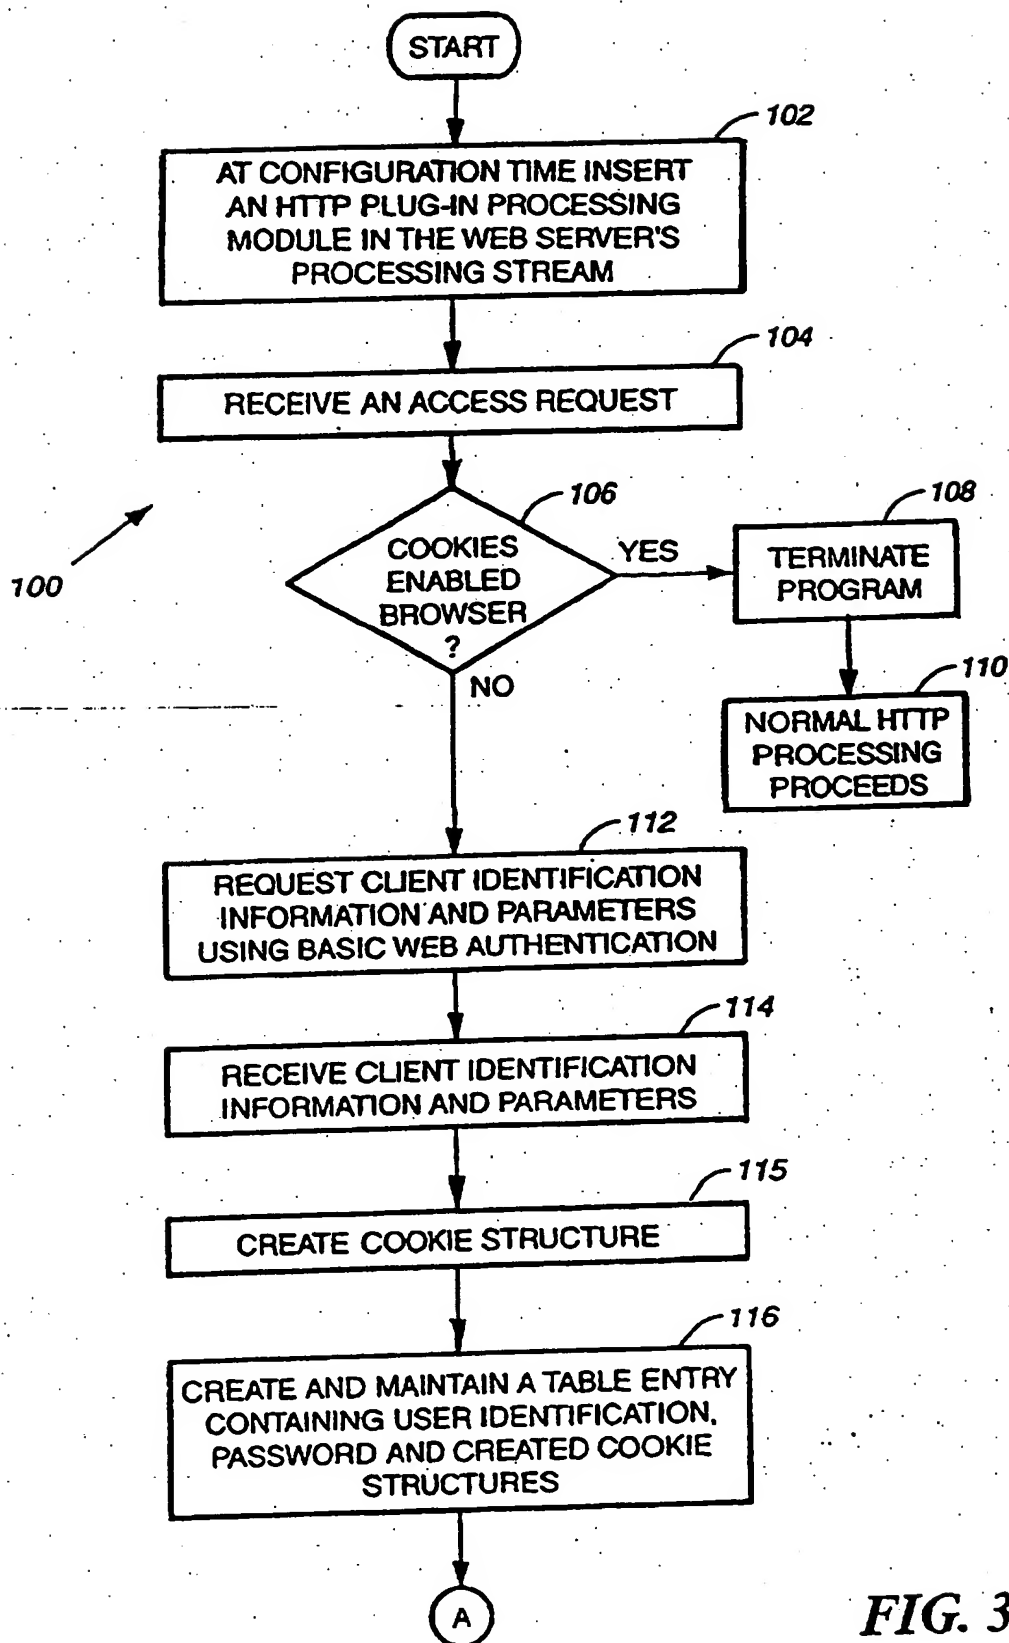 START
102
AT CONFIGURATION TIME INSERT
AN HTTP PLUG-IN PROCESSING
MODULE IN THE WEB SERVER'S
PROCESSING STREAM
104
RECEIVE AN ACCESS REQUEST
106
COOKIES
ENABLED
BROWSER
?
YES
108
TERMINATE
PROGRAM
100
NO
110
NORMAL HTTP
PROCESSING
PROCEEDS
112
REQUEST CLIENT IDENTIFICATION
INFORMATION AND PARAMETERS
USING BASIC WEB AUTHENTICATION
114
RECEIVE CLIENT IDENTIFICATION
INFORMATION AND PARAMETERS
115
CREATE COOKIE STRUCTURE
116
CREATE AND MAINTAIN A TABLE ENTRY
CONTAINING USER IDENTIFICATION,
PASSWORD AND CREATED COOKIE
STRUCTURES
A
FIG. 3